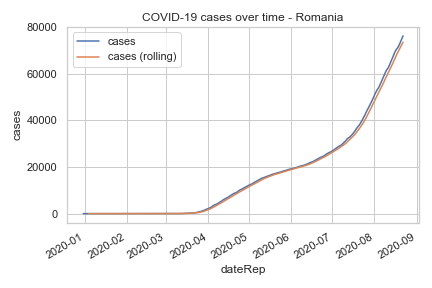 COVID-19 cases over time - Romania
cases
cases (rolling)
80000
60000
40000
20000
0
cases
2020-01
2020-02
2020-03
2020-04
2020-05
2020-06
2020-07
2020-08
2020-09
dateRep